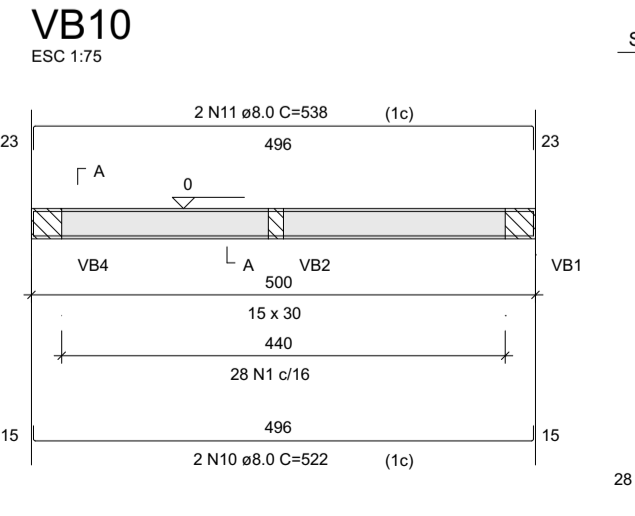 VB10
ESC 1:75
S
2 N11 ø8.0 C=538 (1c)
23 496 23
A
0
VB4 A VB2 VB1
500
15 x 30
440
28 N1 c/16
15 496 15
2 N10 ø8.0 C=522 (1c)
28